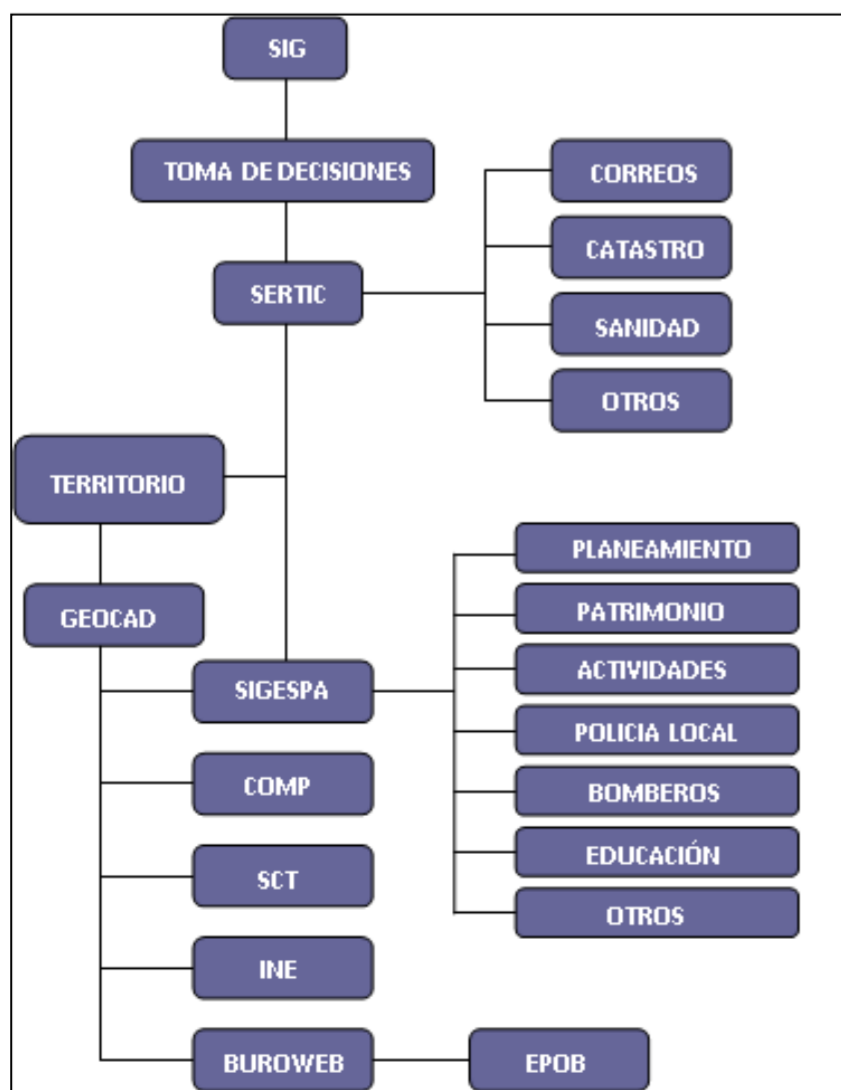 SIG
TOMA DE DECISIONES
CORREOS
CATASTRO
SERTIC
SANIDAD
OTROS
TERRITORIO
PLANEAMIENTO
GEOCAD
PATRIMONIO
ACTIVIDADES
SIGESPA
POLICIA LOCAL
COMP
BOMBEROS
EDUCACIÓN
SCT
OTROS
INE
BUROWEB
EPOB